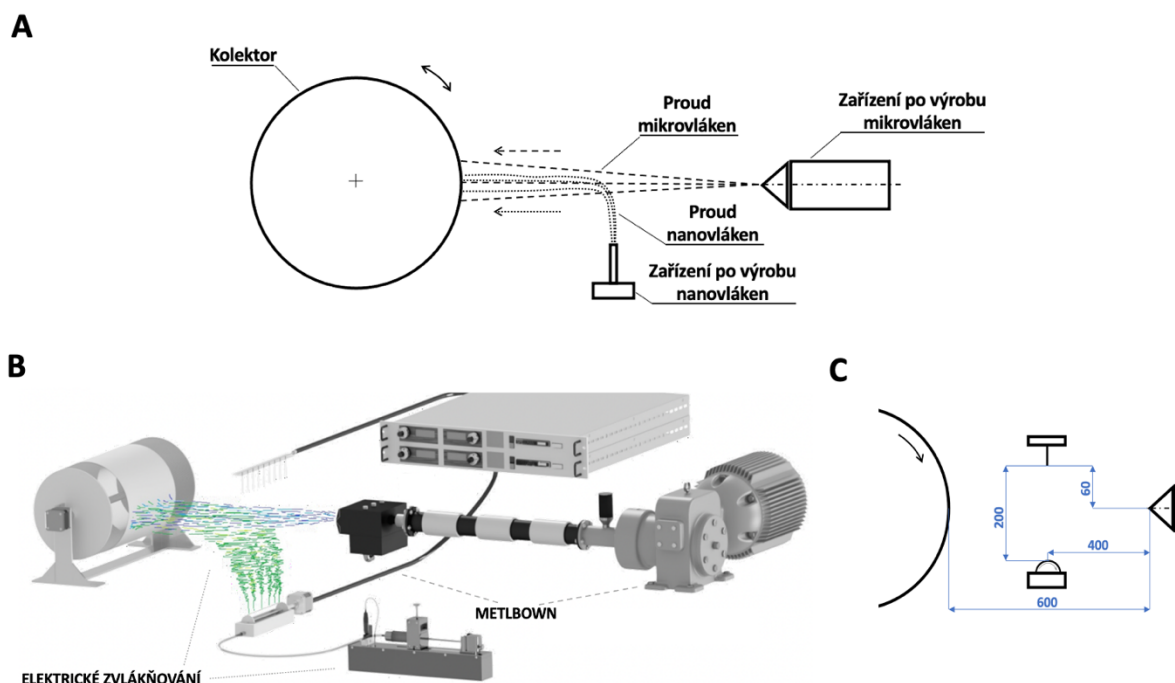 A
Kolektor
Proud
mikrovláken
Zařízení po výrobu
mikrovláken
Proud
nanovláken
Zařízení po výrobu
nanovláken
B
METLBOWN
ELEKTRICKÉ ZVLÁKŇOVÁNÍ
C
60
200
400
600